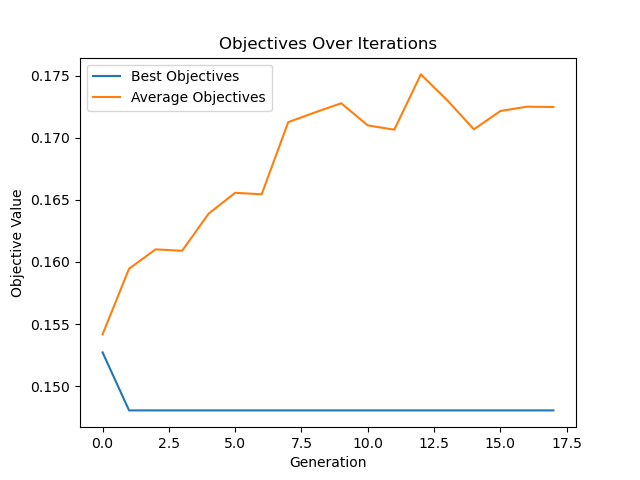 Objectives Over Iterations
Best Objectives
Average Objectives
Objective Value
0.175
0.170
0.165
0.160
0.155
0.150
0.0 2.5 5.0 7.5 10.0 12.5 15.0 17.5
Generation